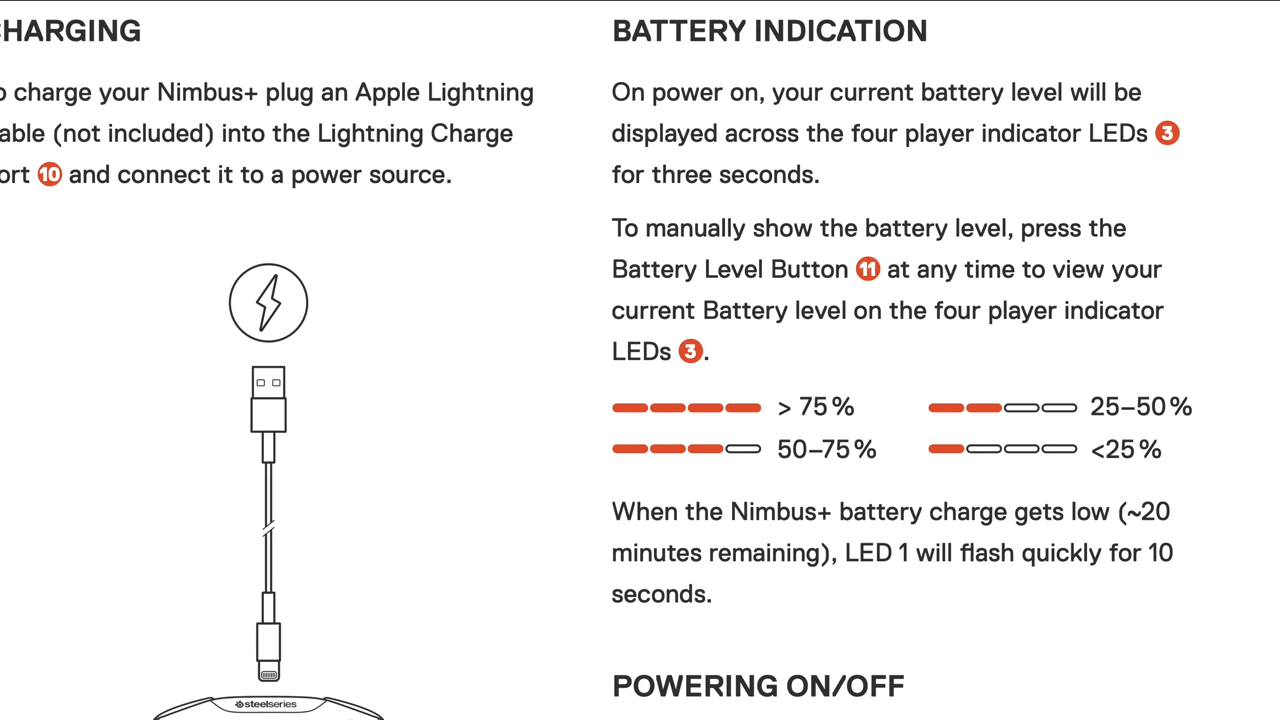 CHARGING
o charge your Nimbus+ plug an Apple Lightning
able (not included) into the Lightning Charge
ort 10 and connect it to a power source.
steelseries
BATTERY INDICATION
On power on, your current battery level will be
displayed across the four player indicator LEDs 3
for three seconds.
To manually show the battery level, press the
Battery Level Button 11 at any time to view your
current Battery level on the four player indicator
LEDs 3.
> 75% 25–50%
50–75% <25%
When the Nimbus+ battery charge gets low (~20
minutes remaining), LED 1 will flash quickly for 10
seconds.
POWERING ON/OFF